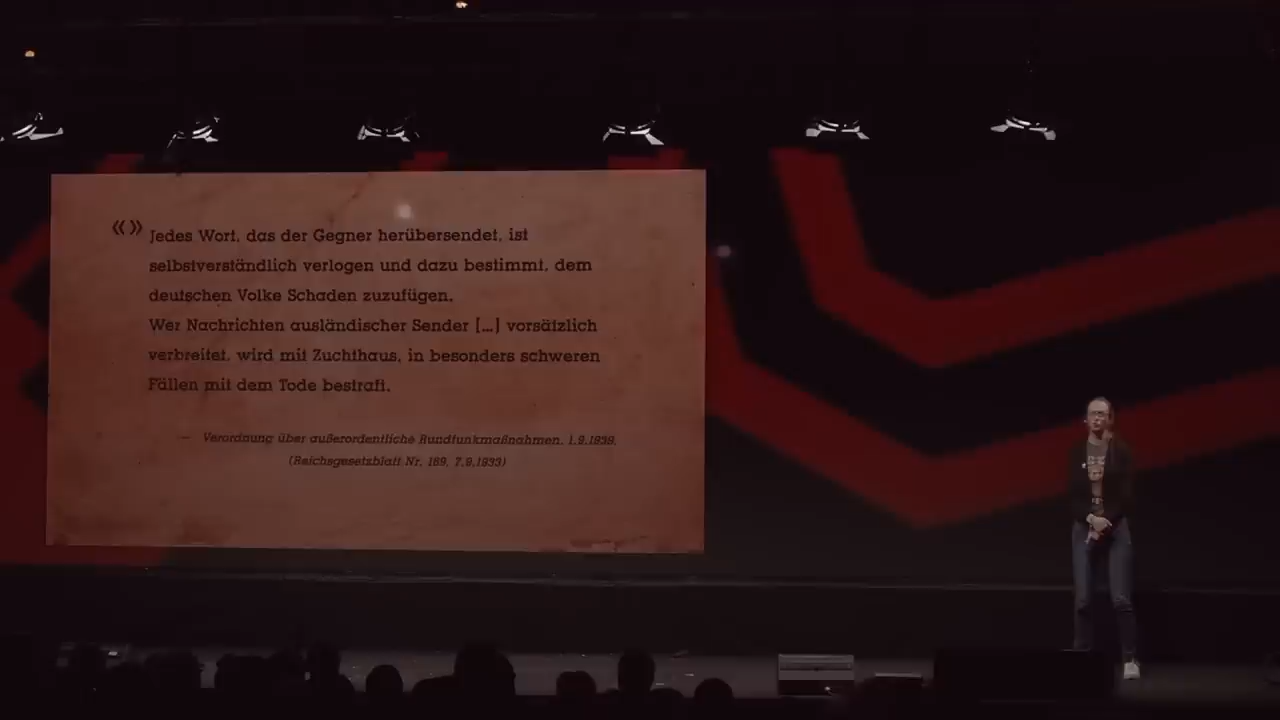 «» Jedes Wort, das der Gegner herübersendet, ist
selbstverständlich verlogen und dazu bestimmt, dem
deutschen Volke Schaden zuzufügen.
Wer Nachrichten ausländischer Sender [...] vorsätzlich
verbreitet, wird mit Zuchthaus, in besonders schweren
Fällen mit dem Tode bestraft.
— Verordnung über außerordentliche Rundfunkmaßnahmen, 1.9.1939,
(Reichsgesetzblatt Nr. 169, 7.9.1939)